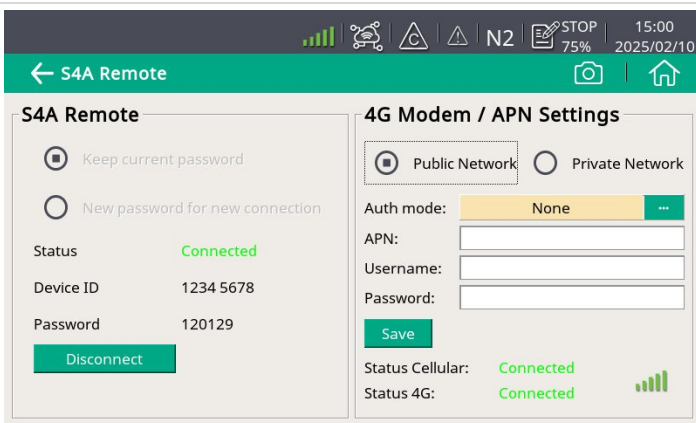 C N2 STOP 15:00
75% 2025/02/10
← S4A Remote
S4A Remote
Keep current password
New password for new connection
Status Connected
Device ID 1234 5678
Password 120129
Disconnect
4G Modem / APN Settings
Public Network Private Network
Auth mode: None ...
APN:
Username:
Password:
Save
Status Cellular: Connected
Status 4G: Connected